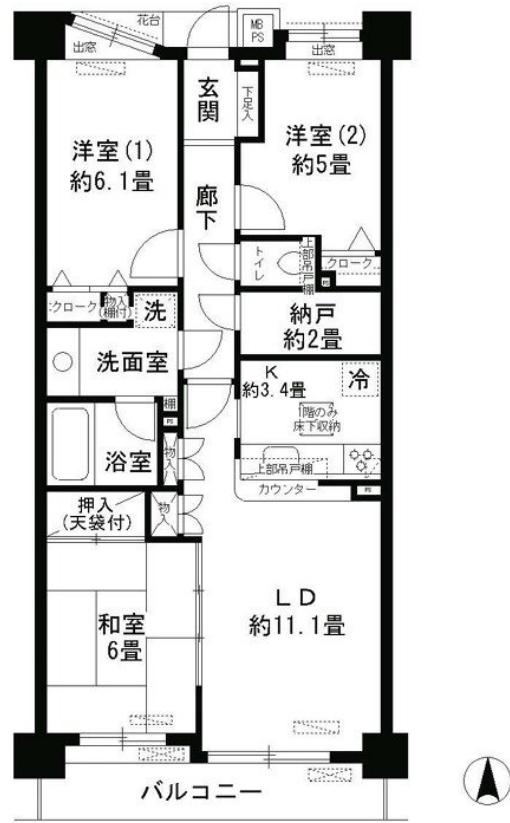 花台
出窓
MB
PS
出窓
玄関
下足入
洋室(1)
約6.1畳
洋室(2)
約5畳
廊下
トイレ
上部吊戸棚
クローク
クローク
物入
(棚付)
洗
納戸
約2畳
洗面室
K
約3.4畳
冷
1階のみ
床下収納
棚
PS
浴室
物入
上部吊戸棚
カウンター
PS
押入
(天袋付)
物入
LD
約11.1畳
和室
6畳
バルコニー